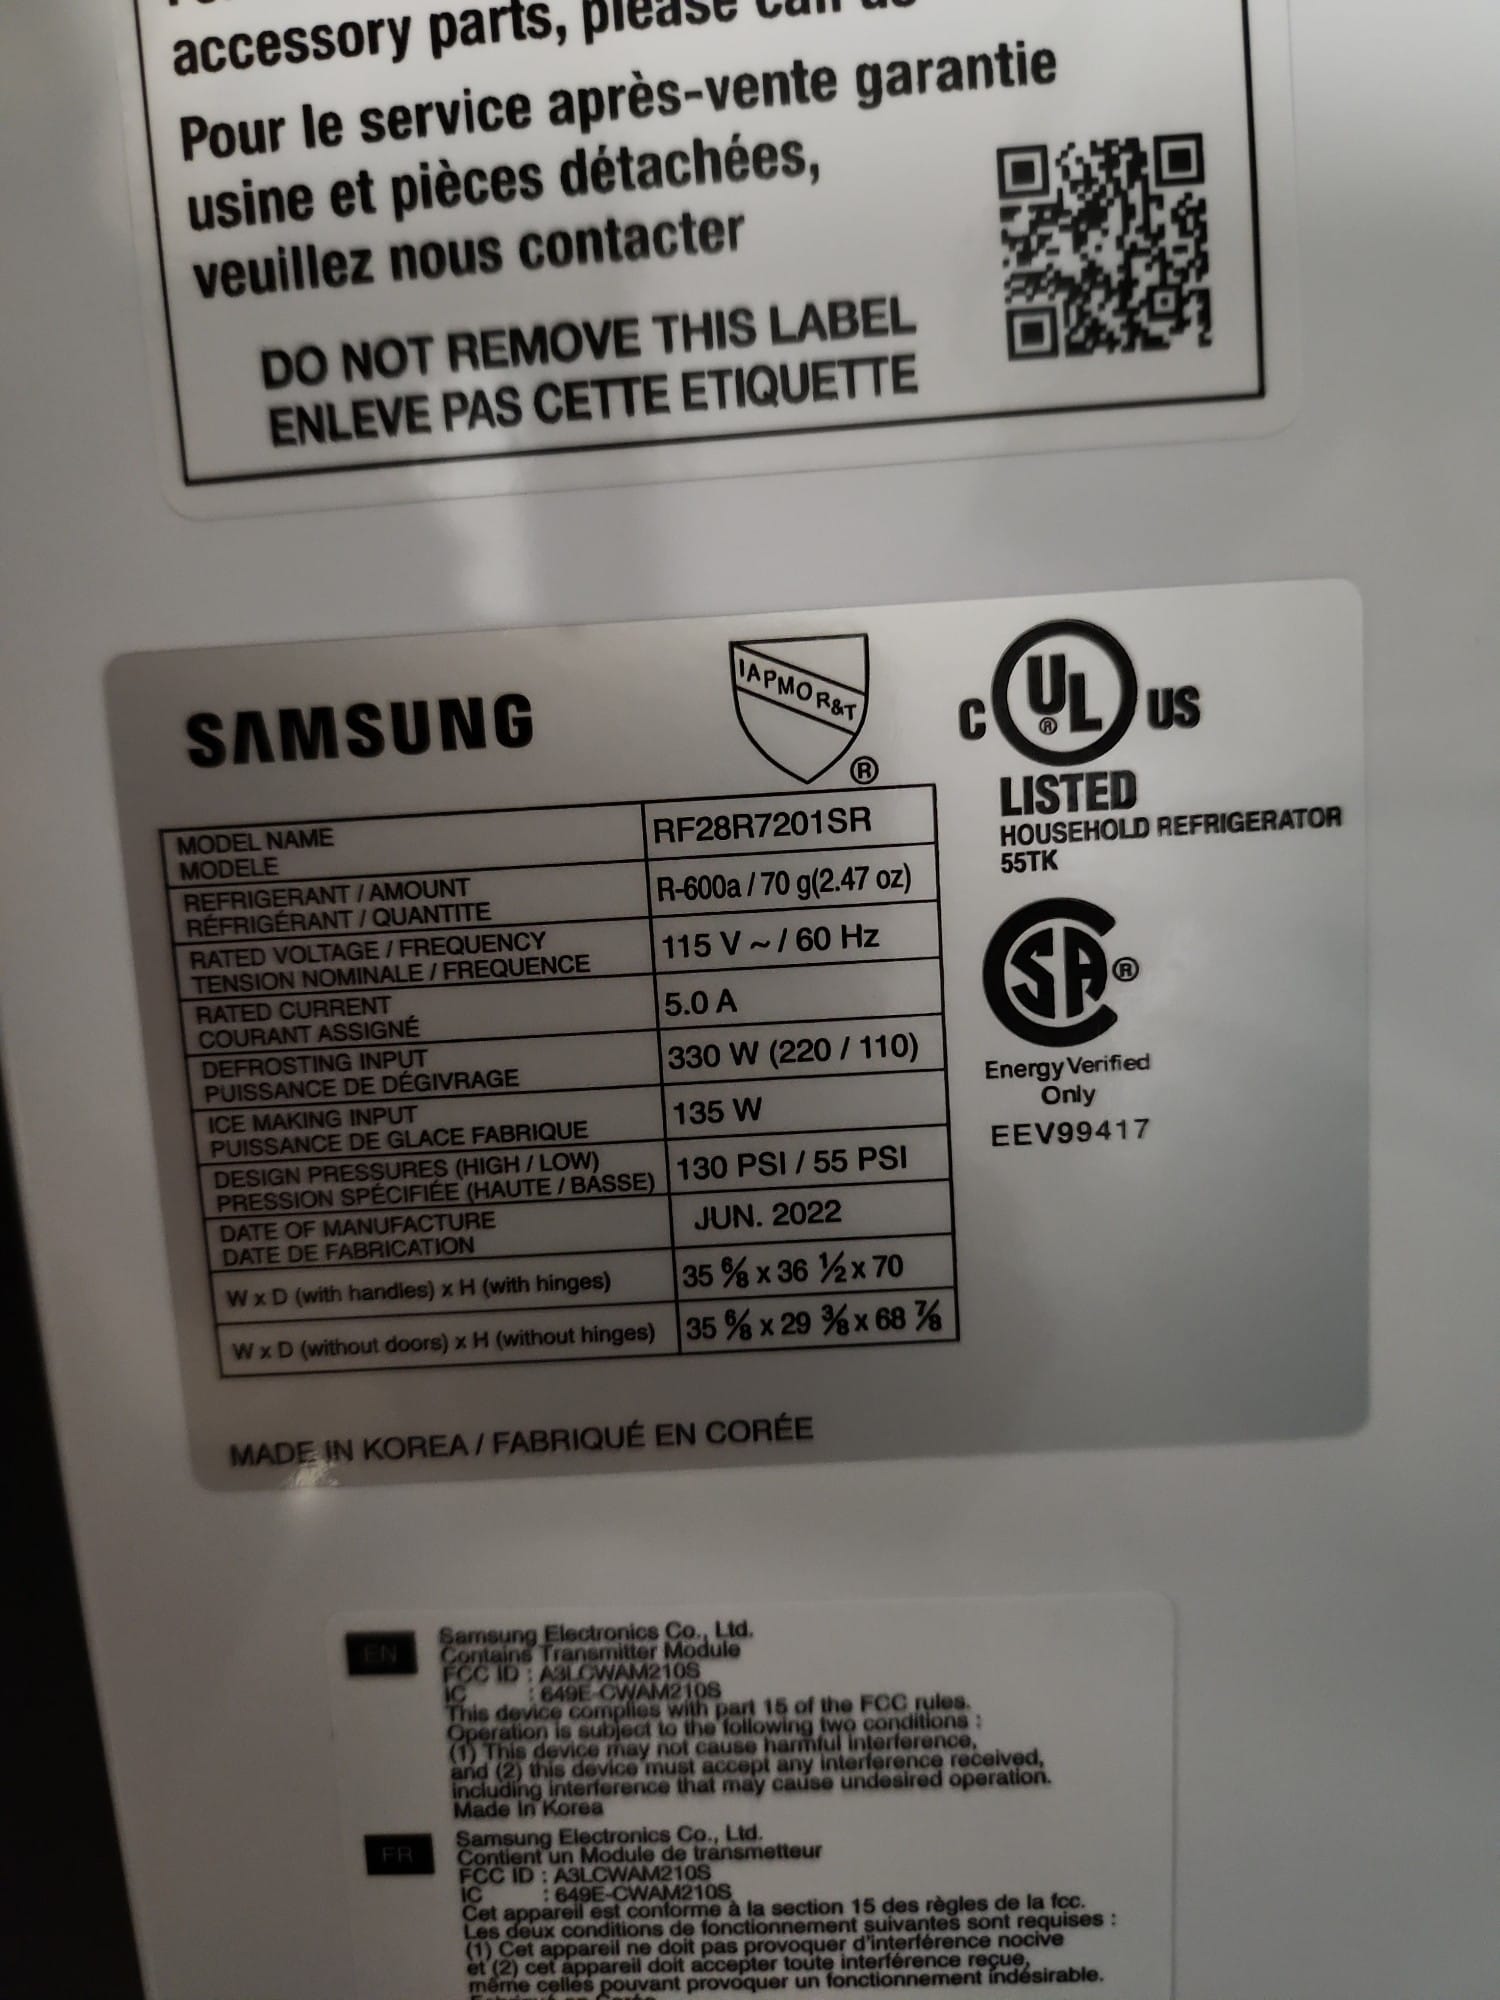 accessory parts, please call us
Pour le service après-vente garantie
usine et pièces détachées,
veuillez nous contacter
DO NOT REMOVE THIS LABEL
ENLEVE PAS CETTE ETIQUETTE
SAMSUNG
IAPMO R&T
®
C UL® US
LISTED
HOUSEHOLD REFRIGERATOR
55TK
SA®
Energy Verified
Only
EEV99417
MODEL NAME
MODELE
RF28R7201SR
REFRIGERANT / AMOUNT
RÉFRIGÉRANT / QUANTITE
R-600a / 70 g(2.47 oz)
RATED VOLTAGE / FREQUENCY
TENSION NOMINALE / FREQUENCE
115 V ~ / 60 Hz
RATED CURRENT
COURANT ASSIGNÉ
5.0 A
DEFROSTING INPUT
PUISSANCE DE DÉGIVRAGE
330 W (220 / 110)
ICE MAKING INPUT
PUISSANCE DE GLACE FABRIQUE
135 W
DESIGN PRESSURES (HIGH / LOW)
PRESSION SPÉCIFIÉE (HAUTE / BASSE)
130 PSI / 55 PSI
DATE OF MANUFACTURE
DATE DE FABRICATION
JUN. 2022
W x D (with handles) x H (with hinges)
35 6/8 x 36 1/2 x 70
W x D (without doors) x H (without hinges)
35 6/8 x 29 3/8 x 68 7/8
MADE IN KOREA / FABRIQUÉ EN CORÉE
EN
Samsung Electronics Co., Ltd.
Contains Transmitter Module
FCC ID : A3LCWAM210S
IC : 649E-CWAM210S
This device complies with part 15 of the FCC rules.
Operation is subject to the following two conditions :
(1) This device may not cause harmful interference,
and (2) this device must accept any interference received,
including interference that may cause undesired operation.
Made in Korea
FR
Samsung Electronics Co., Ltd.
Contient un Module de transmetteur
FCC ID : A3LCWAM210S
IC : 649E-CWAM210S
Cet appareil est conforme à la section 15 des règles de la fcc.
Les deux conditions de fonctionnement suivantes sont requises :
(1) Cet appareil ne doit pas provoquer d'interférence nocive
et (2) cet appareil doit accepter toute interférence reçue,
même celles pouvant provoquer un fonctionnement indésirable.